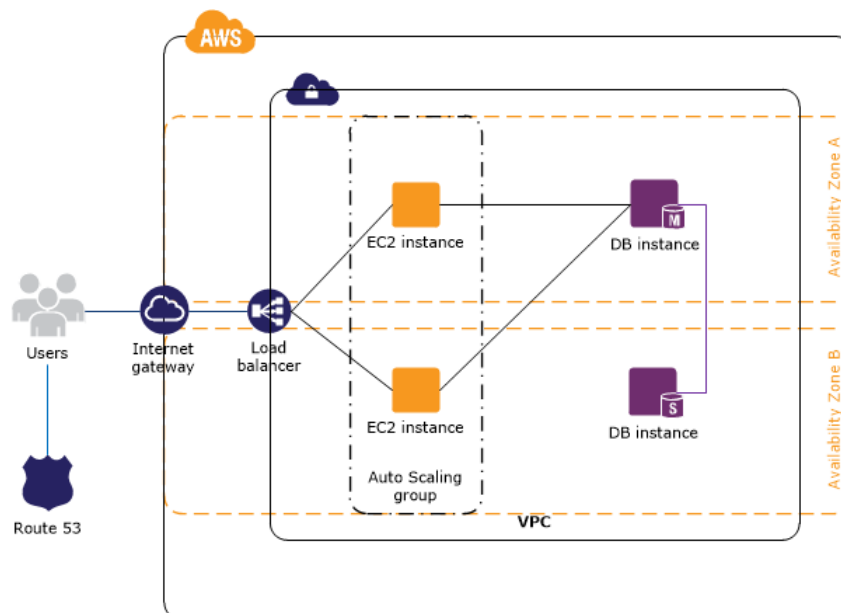 AWS
Availability Zone A
EC2 instance
M
DB instance
Users
Internet
gateway
Load
balancer
Availability Zone B
EC2 instance
S
DB instance
Auto Scaling
group
Route 53
VPC